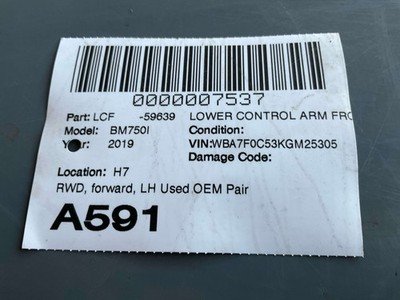 0000007537
Part: LCF -59639 LOWER CONTROL ARM FRO
Model: BM750I Condition:
Year: 2019 VIN:WBA7F0C53KGM25305
Damage Code:
Location: H7
RWD, forward, LH Used OEM Pair
A591